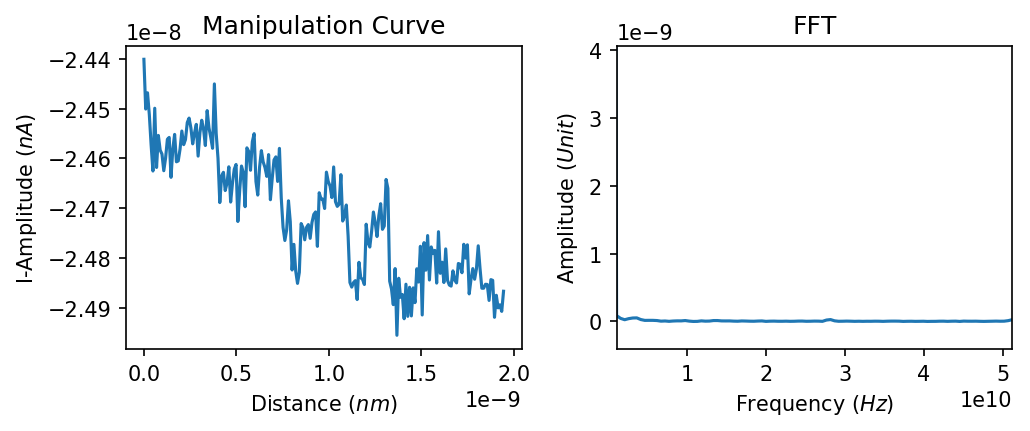 Manipulation Curve
1e−8
−2.44
−2.45
−2.46
−2.47
−2.48
−2.49
I-Amplitude (nA)
0.0 0.5 1.0 1.5 2.0
1e−9
Distance (nm)
FFT
1e−9
4
3
2
1
0
Amplitude (Unit)
1 2 3 4 5
1e10
Frequency (Hz)